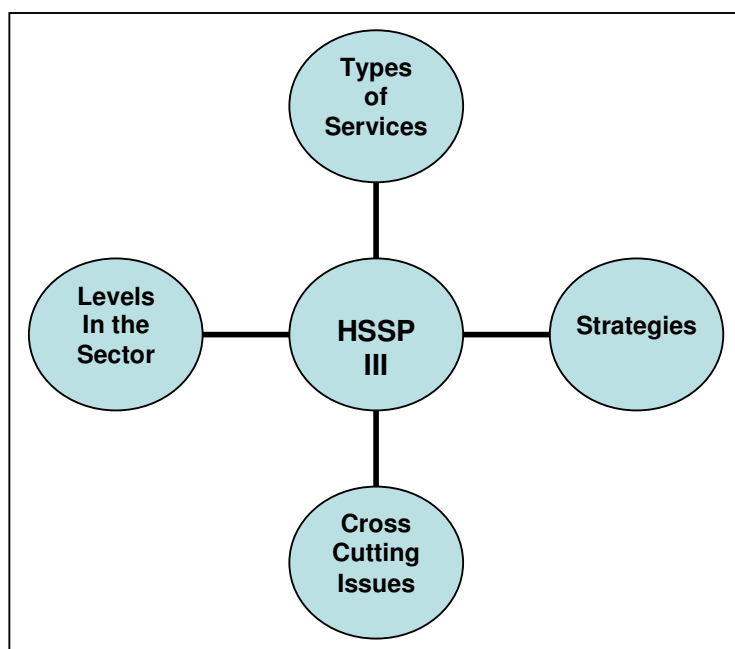 Types
of
Services
Levels
In the
Sector
HSSP
III
Strategies
Cross
Cutting
Issues